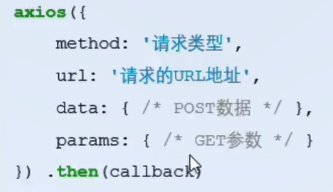 axios({
method: '请求类型',
url: '请求的URL地址',
data: { /* POST数据 */ },
params: { /* GET参数 */ }
}) .then(callback)